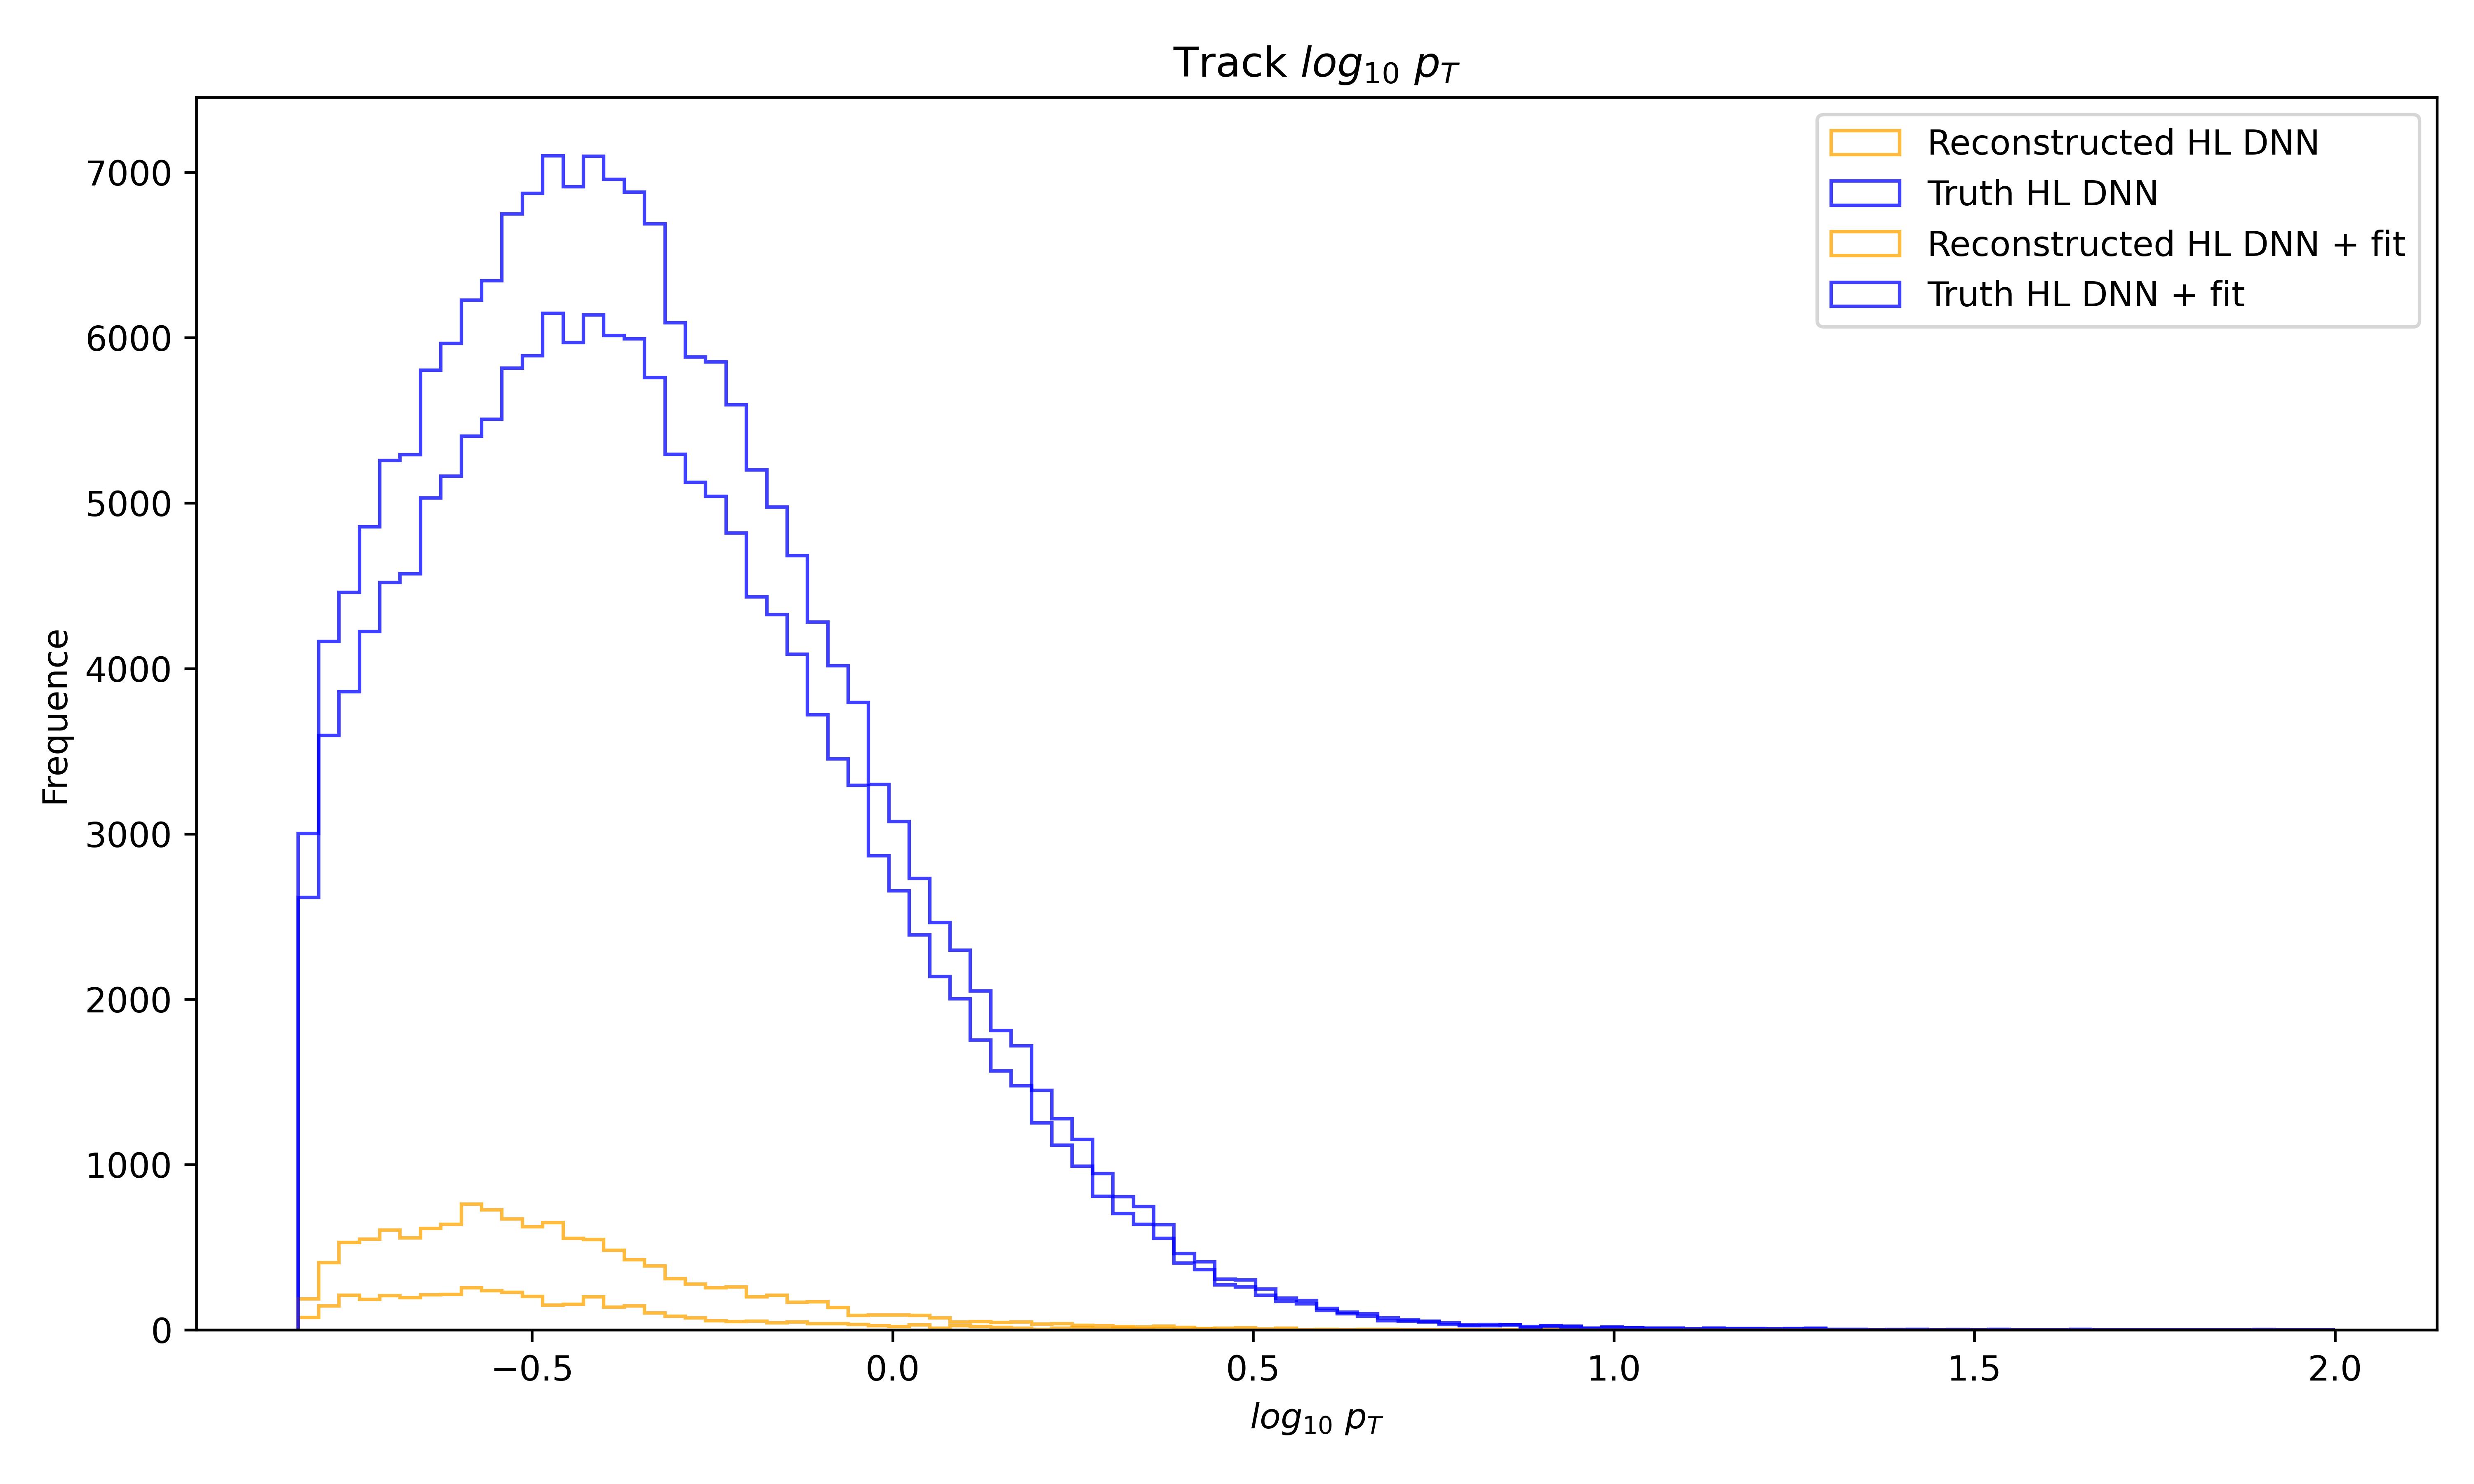 Track log₁₀ p_T
Reconstructed HL DNN
Truth HL DNN
Reconstructed HL DNN + fit
Truth HL DNN + fit
7000
6000
5000
4000
3000
2000
1000
0
Frequence
−0.5
0.0
0.5
1.0
1.5
2.0
log₁₀ p_T